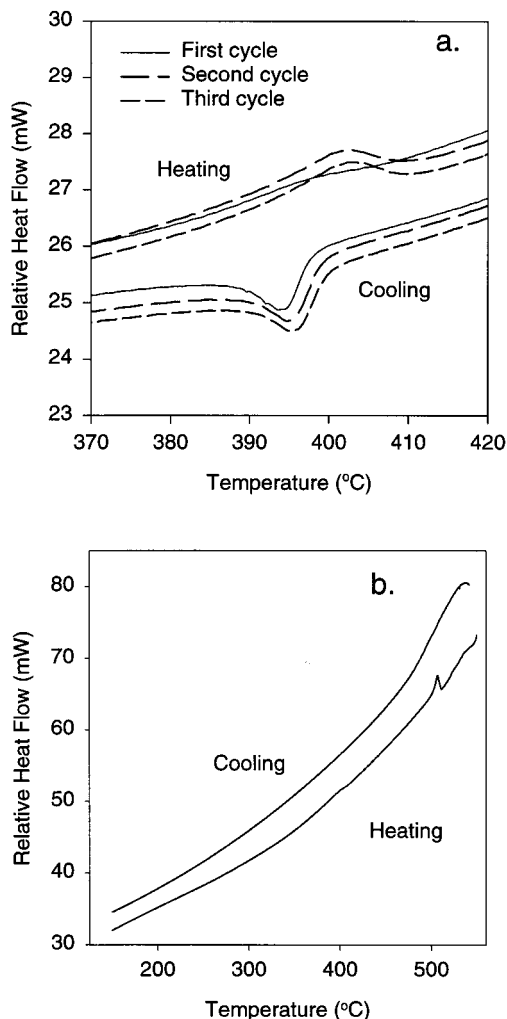 a.
First cycle
Second cycle
Third cycle
30
29
28
27
26
25
24
23
Relative Heat Flow (mW)
Heating
Cooling
370 380 390 400 410 420
Temperature (°C)
b.
80
70
60
50
40
30
Relative Heat Flow (mW)
Cooling
Heating
200 300 400 500
Temperature (°C)